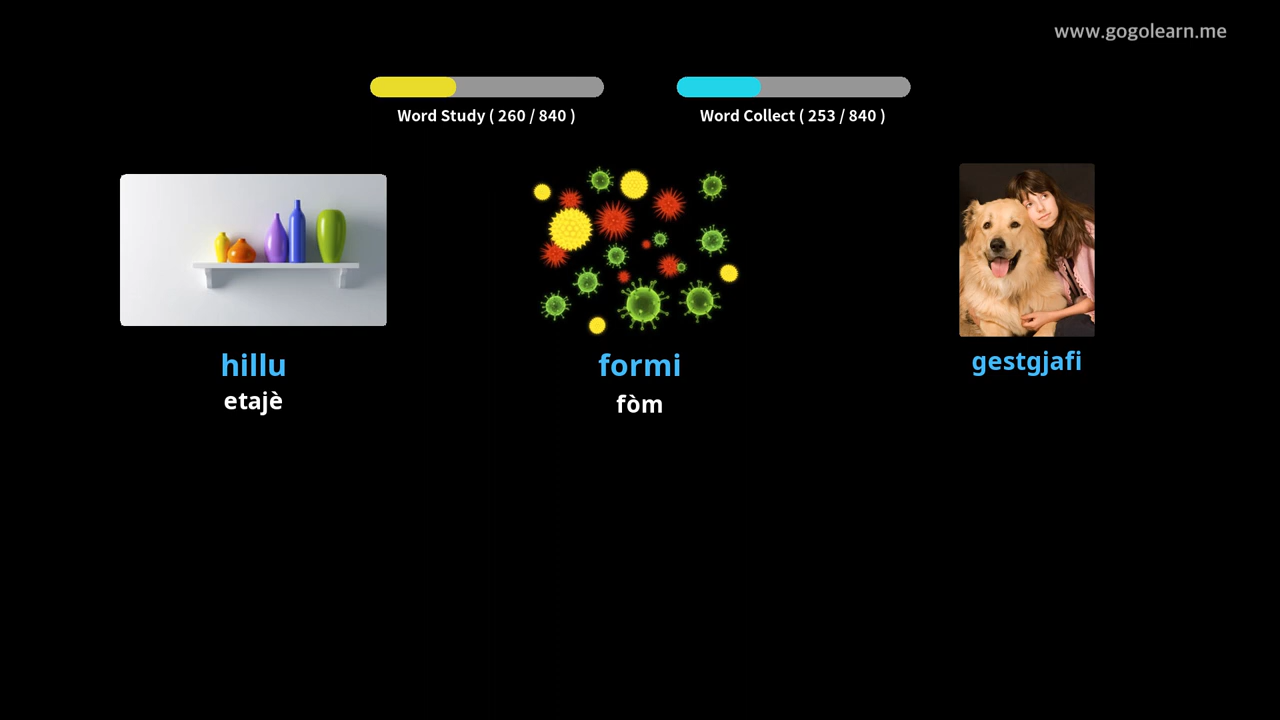 www.gogolearn.me
Word Study ( 260 / 840 )
Word Collect ( 253 / 840 )
hillu
etajè
formi
fòm
gestgjafi